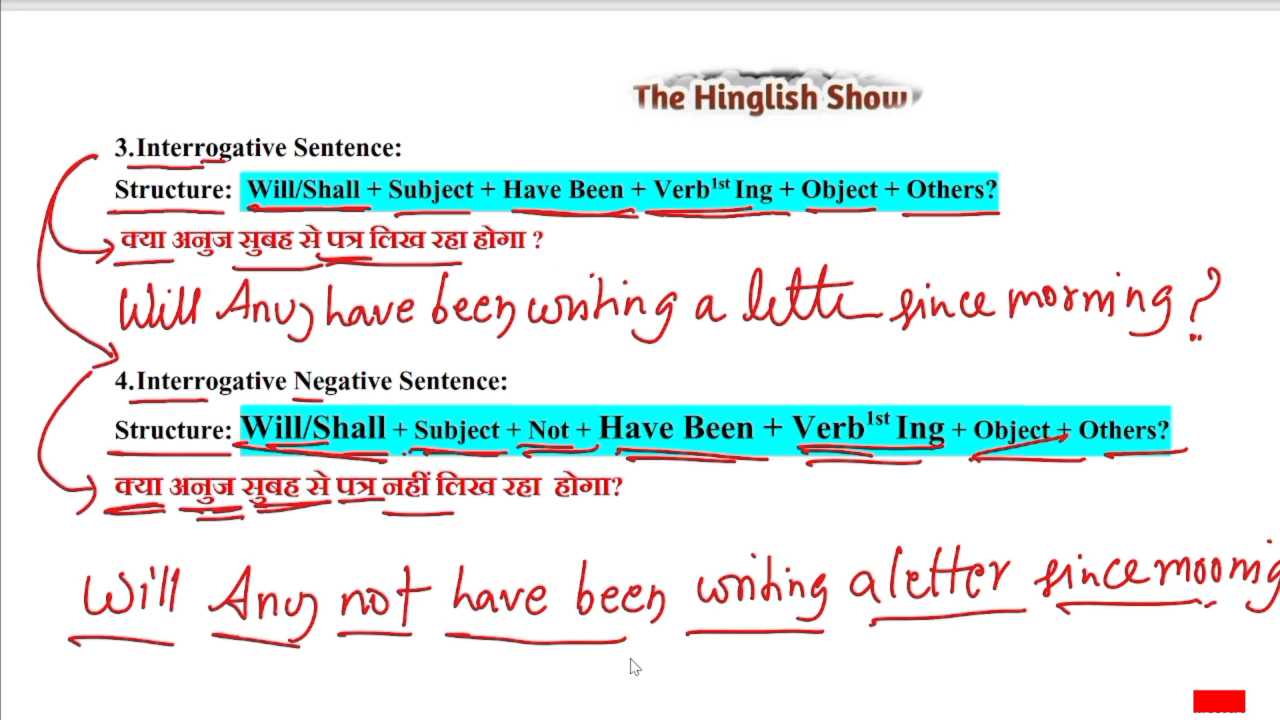 The Hinglish Show
3.Interrogative Sentence:
Structure: Will/Shall + Subject + Have Been + Verb1st Ing + Object + Others?
क्या अनुज सुबह से पत्र लिख रहा होगा ?
Will Anuj have been writing a letter since morning?
4.Interrogative Negative Sentence:
Structure: Will/Shall + Subject + Not + Have Been + Verb1st Ing + Object + Others?
क्या अनुज सुबह से पत्र नहीं लिख रहा होगा?
Will Anuj not have been writing a letter since morning